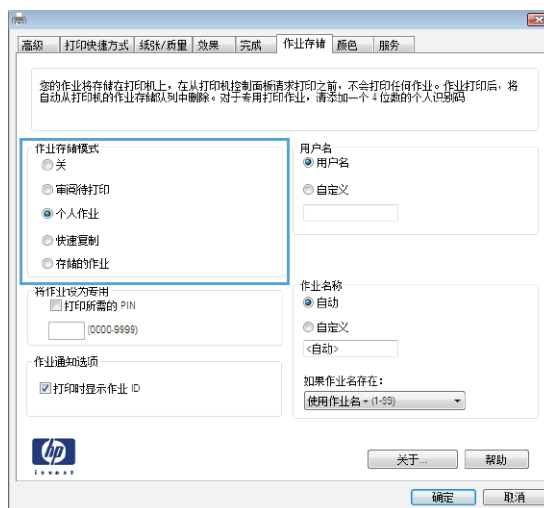 高级 打印快捷方式 纸张/质量 效果 完成 作业存储 颜色 服务
您的作业将存储在打印机上，在从打印机控制面板请求打印之前，不会打印任何作业。作业打印后，将
自动从打印机的作业存储队列中删除。对于专用打印作业，请添加一个 4 位数的个人识别码
作业存储模式
关
审阅待打印
个人作业
快速复制
存储的作业
用户名
用户名
自定义
将作业设为专用
打印所需的 PIN
(0000-9999)
作业通知选项
打印时显示作业 ID
作业名称
自动
自定义
<自动>
如果作业名存在：
使用作业名 + (1-99)
hp
invent
关于...
帮助
确定
取消